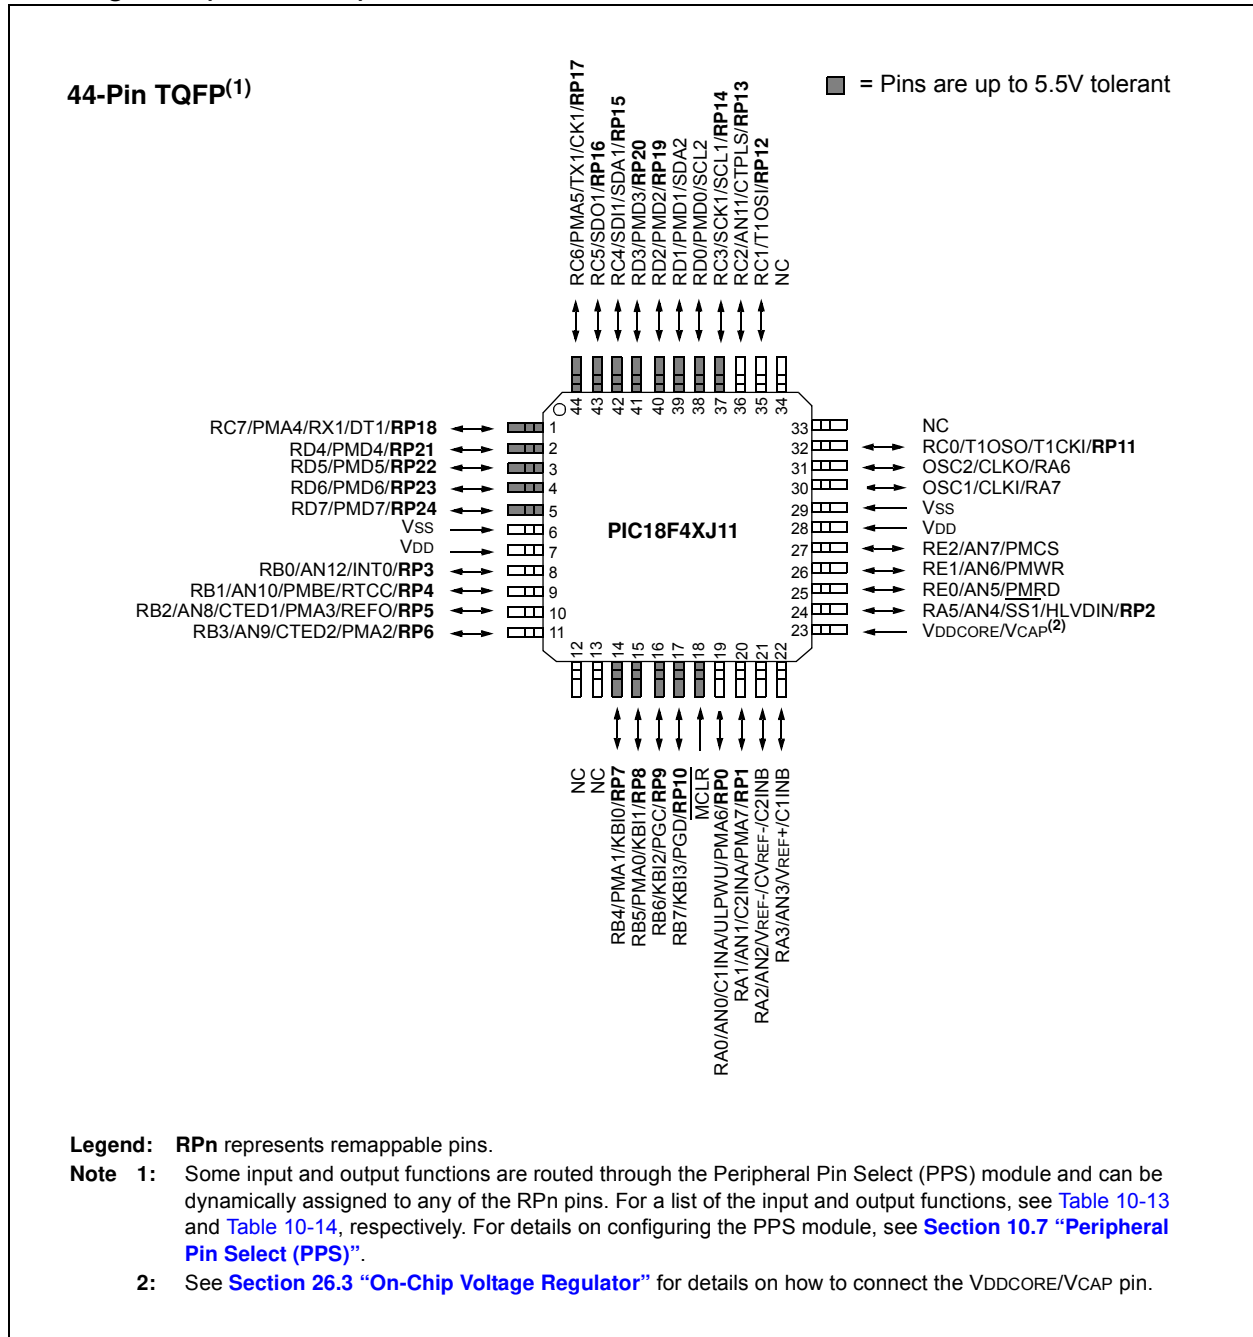 44-Pin TQFP(1)
= Pins are up to 5.5V tolerant
RC6/PMA5/TX1/CK1/RP17
RC5/SDO1/RP16
RC4/SDI1/SDA1/RP15
RD3/PMD3/RP20
RD2/PMD2/RP19
RD1/PMD1/SDA2
RD0/PMD0/SCL2
RC3/SCK1/SCL1/RP14
RC2/AN11/CTPLS/RP13
RC1/T1OSI/RP12
NC
44 43 42 41 40 39 38 37 36 35 34
RC7/PMA4/RX1/DT1/RP18 1
RD4/PMD4/RP21 2
RD5/PMD5/RP22 3
RD6/PMD6/RP23 4
RD7/PMD7/RP24 5
VSS 6
VDD 7
RB0/AN12/INT0/RP3 8
RB1/AN10/PMBE/RTCC/RP4 9
RB2/AN8/CTED1/PMA3/REFO/RP5 10
RB3/AN9/CTED2/PMA2/RP6 11
PIC18F4XJ11
33 NC
32 RC0/T1OSO/T1CKI/RP11
31 OSC2/CLKO/RA6
30 OSC1/CLKI/RA7
29 VSS
28 VDD
27 RE2/AN7/PMCS
26 RE1/AN6/PMWR
25 RE0/AN5/PMRD
24 RA5/AN4/SS1/HLVDIN/RP2
23 VDDCORE/VCAP(2)
12 13 14 15 16 17 18 19 20 21 22
NC
NC
RB4/PMA1/KBI0/RP7
RB5/PMA0/KBI1/RP8
RB6/KBI2/PGC/RP9
RB7/KBI3/PGD/RP10
MCLR
RA0/AN0/C1INA/ULPWU/PMA6/RP0
RA1/AN1/C2INA/PMA7/RP1
RA2/AN2/VREF-/CVREF-/C2INB
RA3/AN3/VREF+/C1INB
Legend: RPn represents remappable pins.
Note 1: Some input and output functions are routed through the Peripheral Pin Select (PPS) module and can be
dynamically assigned to any of the RPn pins. For a list of the input and output functions, see Table 10-13
and Table 10-14, respectively. For details on configuring the PPS module, see Section 10.7 “Peripheral
Pin Select (PPS)”.
2: See Section 26.3 “On-Chip Voltage Regulator” for details on how to connect the VDDCORE/VCAP pin.